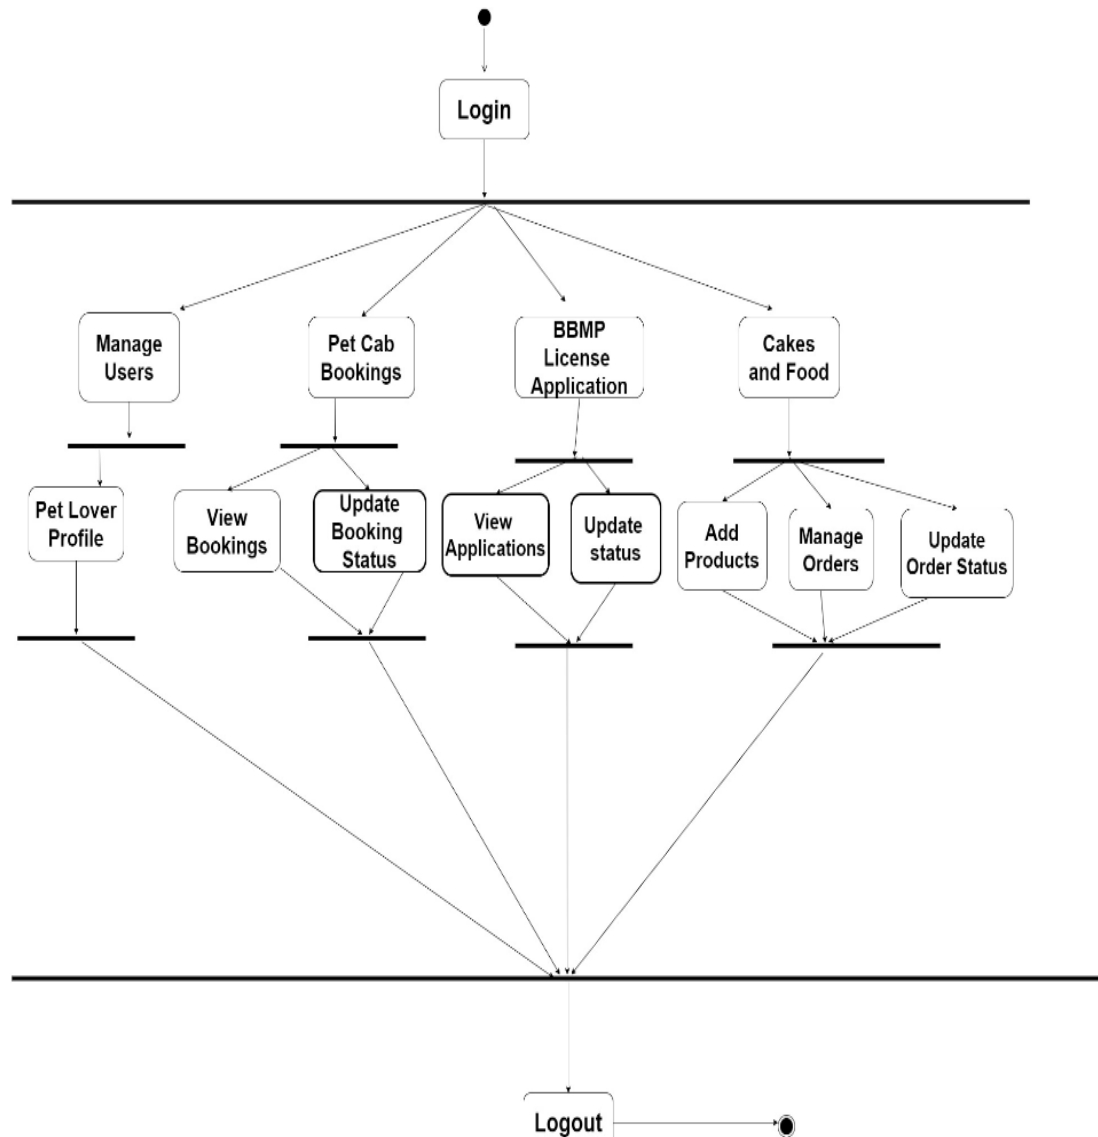 Login
Manage
Users
Pet Cab
Bookings
BBMP
License
Application
Cakes
and Food
Pet Lover
Profile
View
Bookings
Update
Booking
Status
View
Applications
Update
status
Add
Products
Manage
Orders
Update
Order Status
Logout